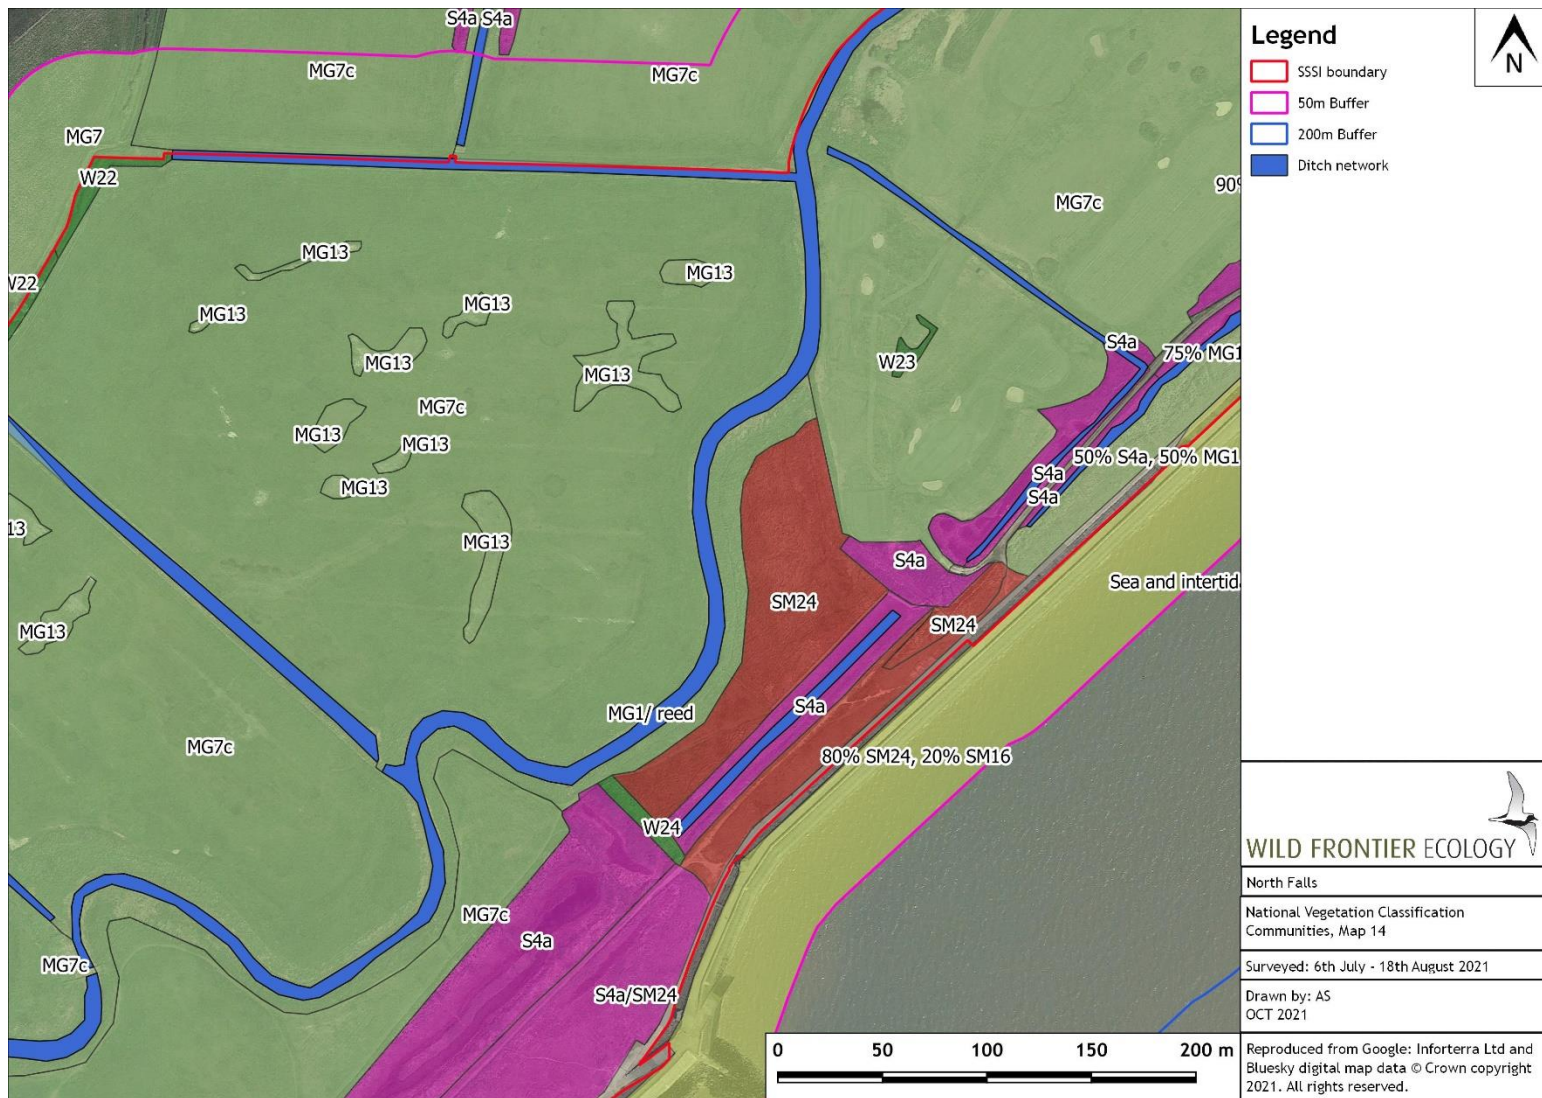 S4a S4a
MG7c
MG7c
MG7
W22
MG7c
90%
W22
MG13
MG13
MG13
MG13
MG13
MG13
MG13
W23
S4a
75% MG1
MG7c
MG13
MG13
MG13
50% S4a, 50% MG1
S4a
S4a
13
MG13
S4a
Sea and intertid
SM24
SM24
MG13
MG1/ reed
S4a
MG7c
80% SM24, 20% SM16
W24
MG7c
S4a
MG7c
S4a/SM24
0 50 100 150 200 m
Legend
SSSI boundary
50m Buffer
200m Buffer
Ditch network
N
WILD FRONTIER ECOLOGY
North Falls
National Vegetation Classification
Communities, Map 14
Surveyed: 6th July - 18th August 2021
Drawn by: AS
OCT 2021
Reproduced from Google: Inforterra Ltd and
Bluesky digital map data © Crown copyright
2021. All rights reserved.